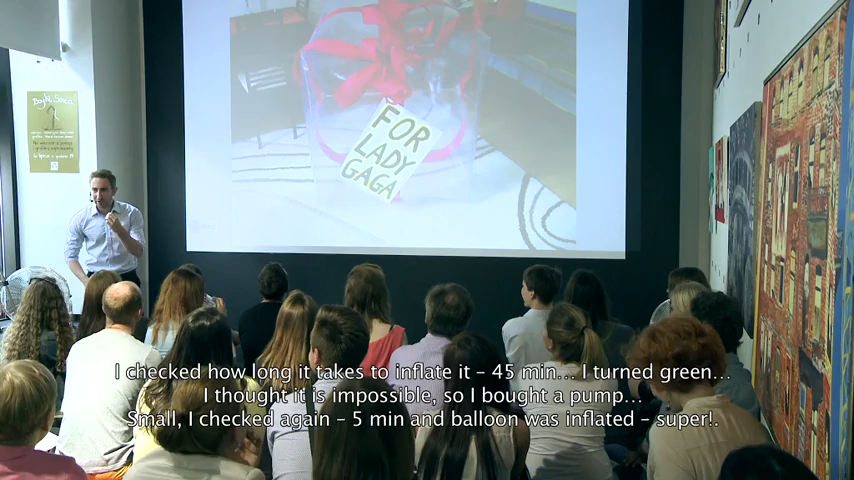 FOR
LADY
GAGA
I checked how long it takes to inflate it - 45 min... I turned green...
I thought it is impossible, so I bought a pump...
Small, I checked again - 5 min and balloon was inflated - super!.